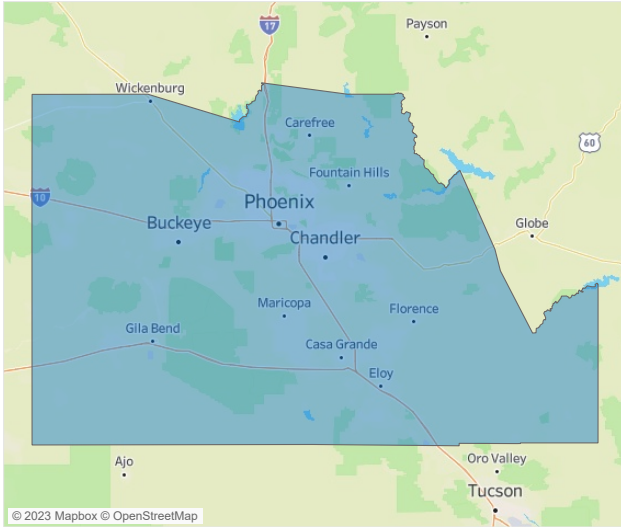 Payson
17
Wickenburg
Carefree
60
Fountain Hills
10
Phoenix
Buckeye
Globe
Chandler
Maricopa
Florence
Gila Bend
Casa Grande
Eloy
Ajo
Oro Valley
Tucson
© 2023 Mapbox © OpenStreetMap